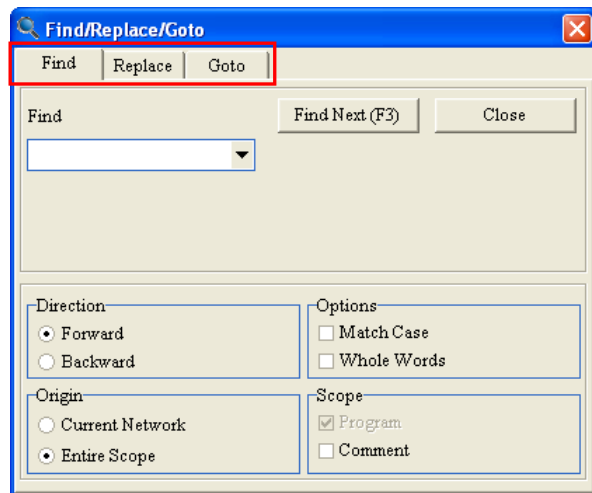 Find/Replace/Goto
Find Replace Goto
Find Find Next (F3) Close
Direction
Forward
Backward
Options
Match Case
Whole Words
Origin
Current Network
Entire Scope
Scope
Program
Comment